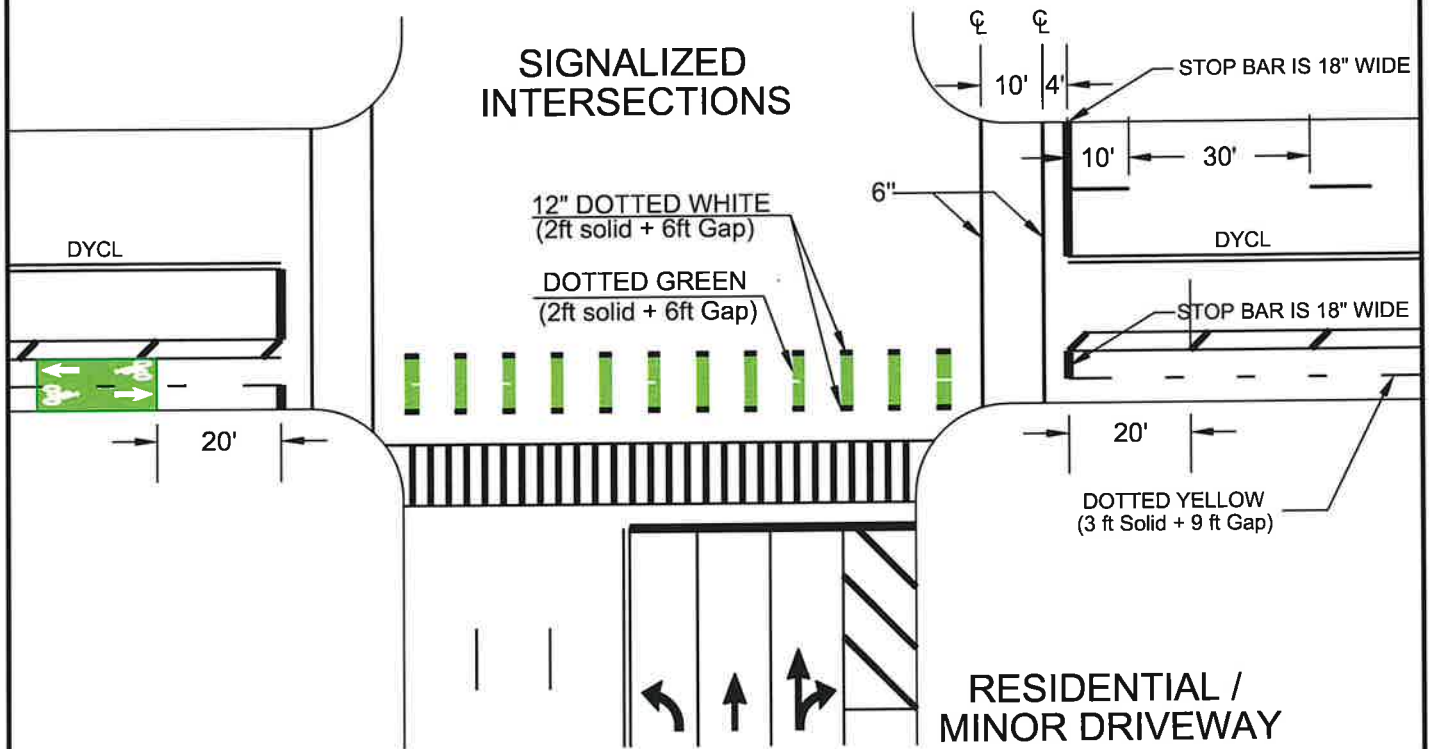 SIGNALIZED
INTERSECTIONS
℄ ℄
10' 4'
STOP BAR IS 18" WIDE
10' 30'
12" DOTTED WHITE
(2ft solid + 6ft Gap)
6"
DYCL
DYCL
DOTTED GREEN
(2ft solid + 6ft Gap)
STOP BAR IS 18" WIDE
20'
20'
DOTTED YELLOW
(3 ft Solid + 9 ft Gap)
RESIDENTIAL /
MINOR DRIVEWAY